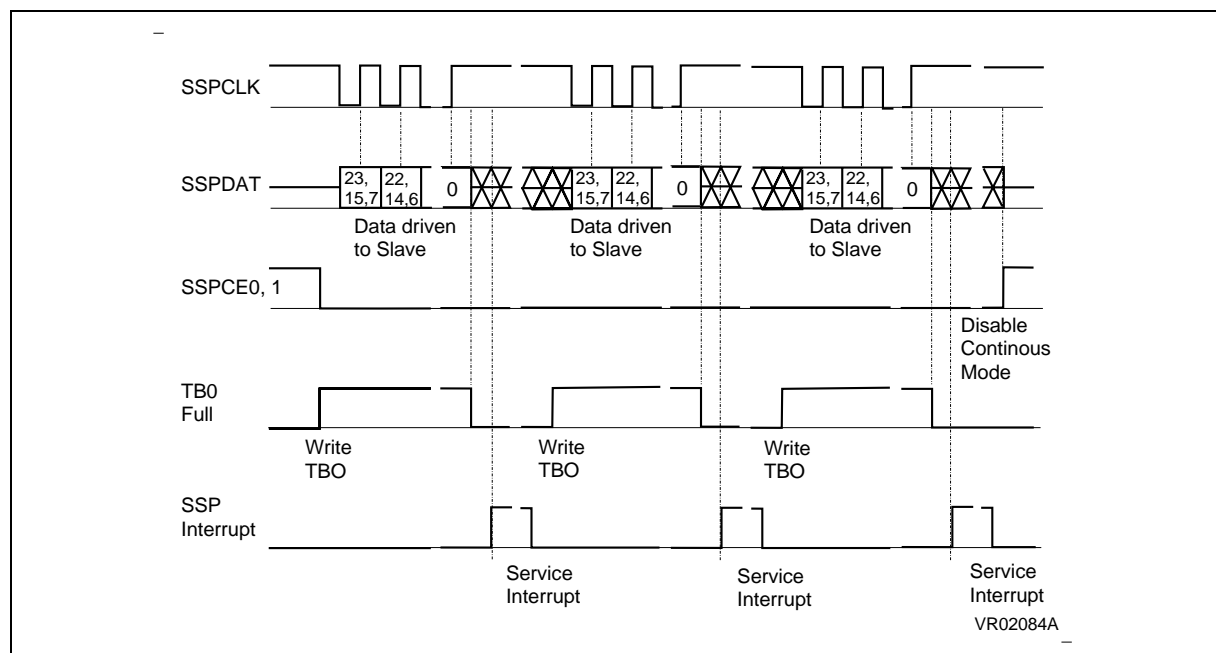 SSPCLK
SSPDAT
23,
15,7
22,
14,6
0
23,
15,7
22,
14,6
0
23,
15,7
22,
14,6
0
Data driven
to Slave
Data driven
to Slave
Data driven
to Slave
SSPCE0, 1
Disable
Continous
Mode
TB0
Full
Write
TBO
Write
TBO
Write
TBO
SSP
Interrupt
Service
Interrupt
Service
Interrupt
Service
Interrupt
VR02084A